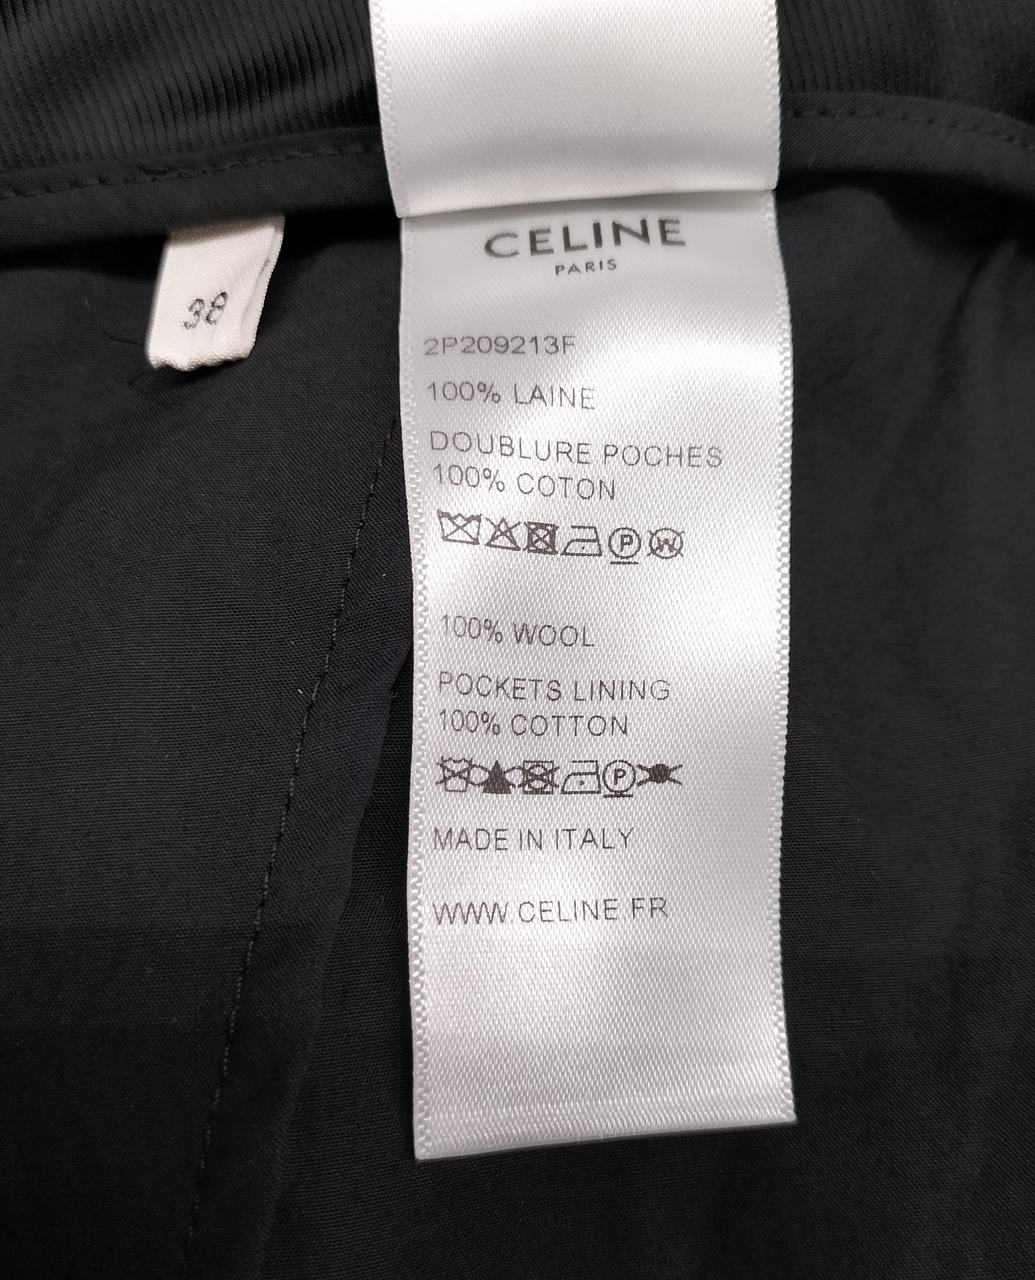 CELINE
PARIS
38
2P209213F
100% LAINE
DOUBLURE POCHES
100% COTON
P W
100% WOOL
POCKETS LINING
100% COTTON
P
MADE IN ITALY
WWW CELINE FR